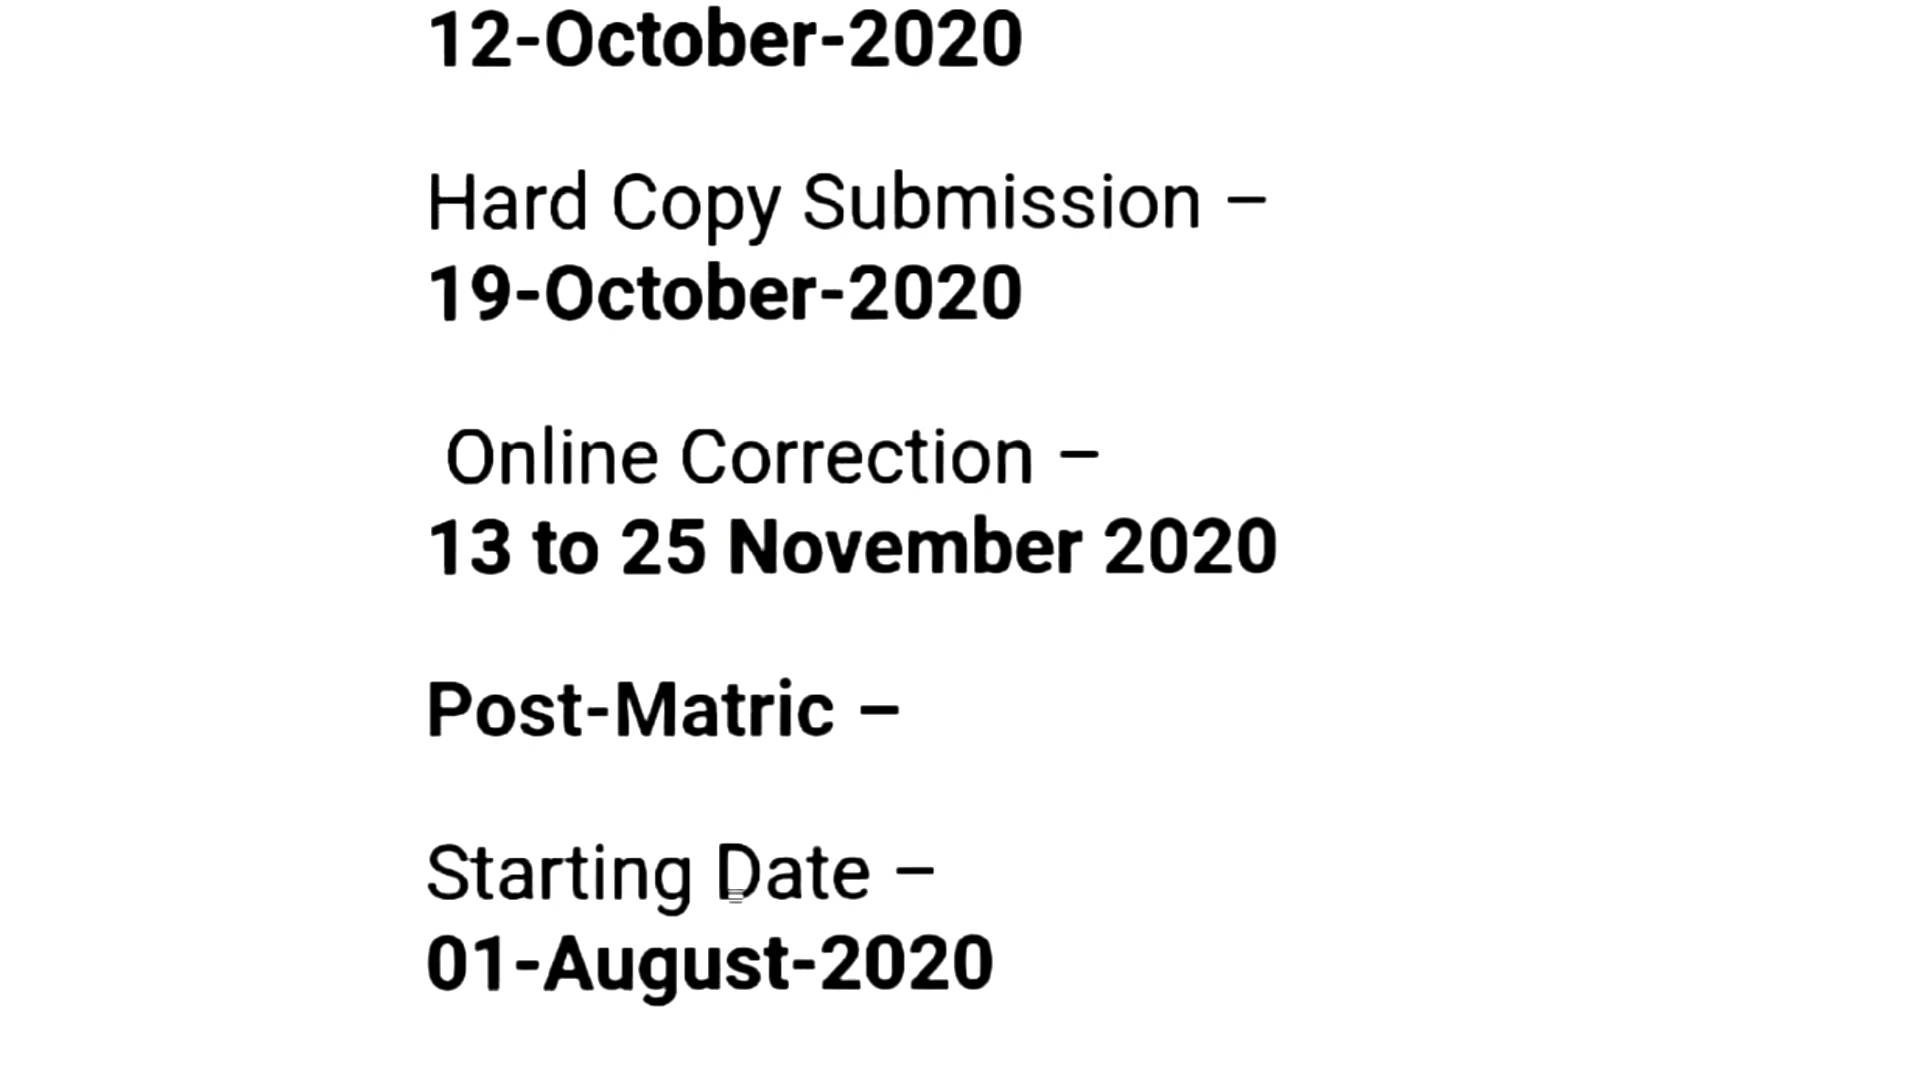 12-October-2020
Hard Copy Submission –
19-October-2020
Online Correction –
13 to 25 November 2020
Post-Matric –
Starting Date –
01-August-2020